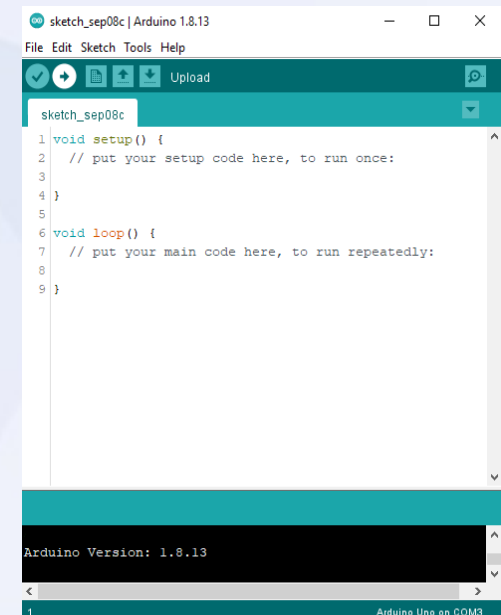 sketch_sep08c | Arduino 1.8.13
File Edit Sketch Tools Help
Upload
sketch_sep08c
1 void setup() {
2 // put your setup code here, to run once:
3
4 }
5
6 void loop() {
7 // put your main code here, to run repeatedly:
8
9 }
Arduino Version: 1.8.13
1 Arduino Uno on COM3